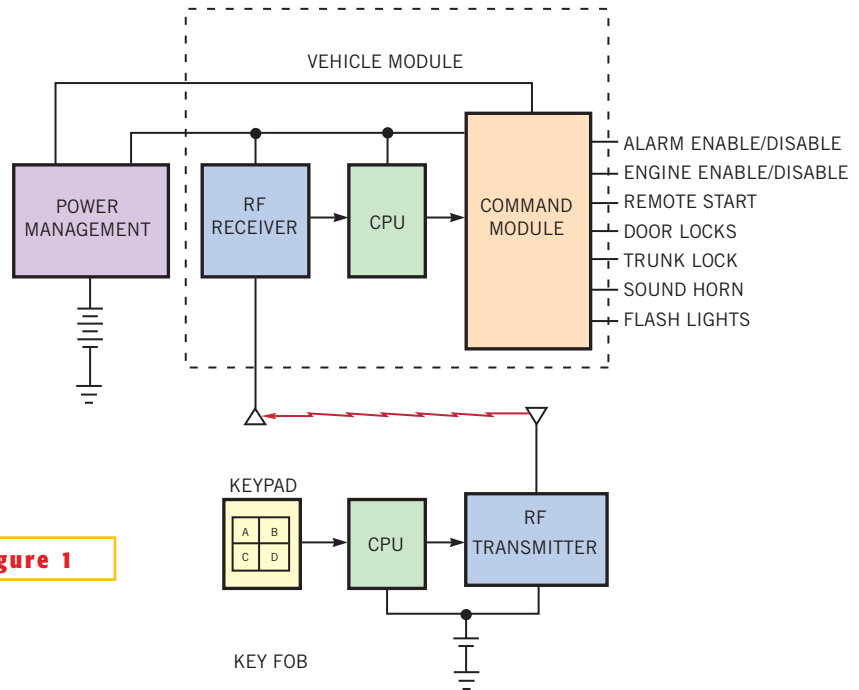 VEHICLE MODULE
POWER
MANAGEMENT
RF
RECEIVER
CPU
COMMAND
MODULE
ALARM ENABLE/DISABLE
ENGINE ENABLE/DISABLE
REMOTE START
DOOR LOCKS
TRUNK LOCK
SOUND HORN
FLASH LIGHTS
KEYPAD
A B
C D
CPU
RF
TRANSMITTER
gure 1
KEY FOB